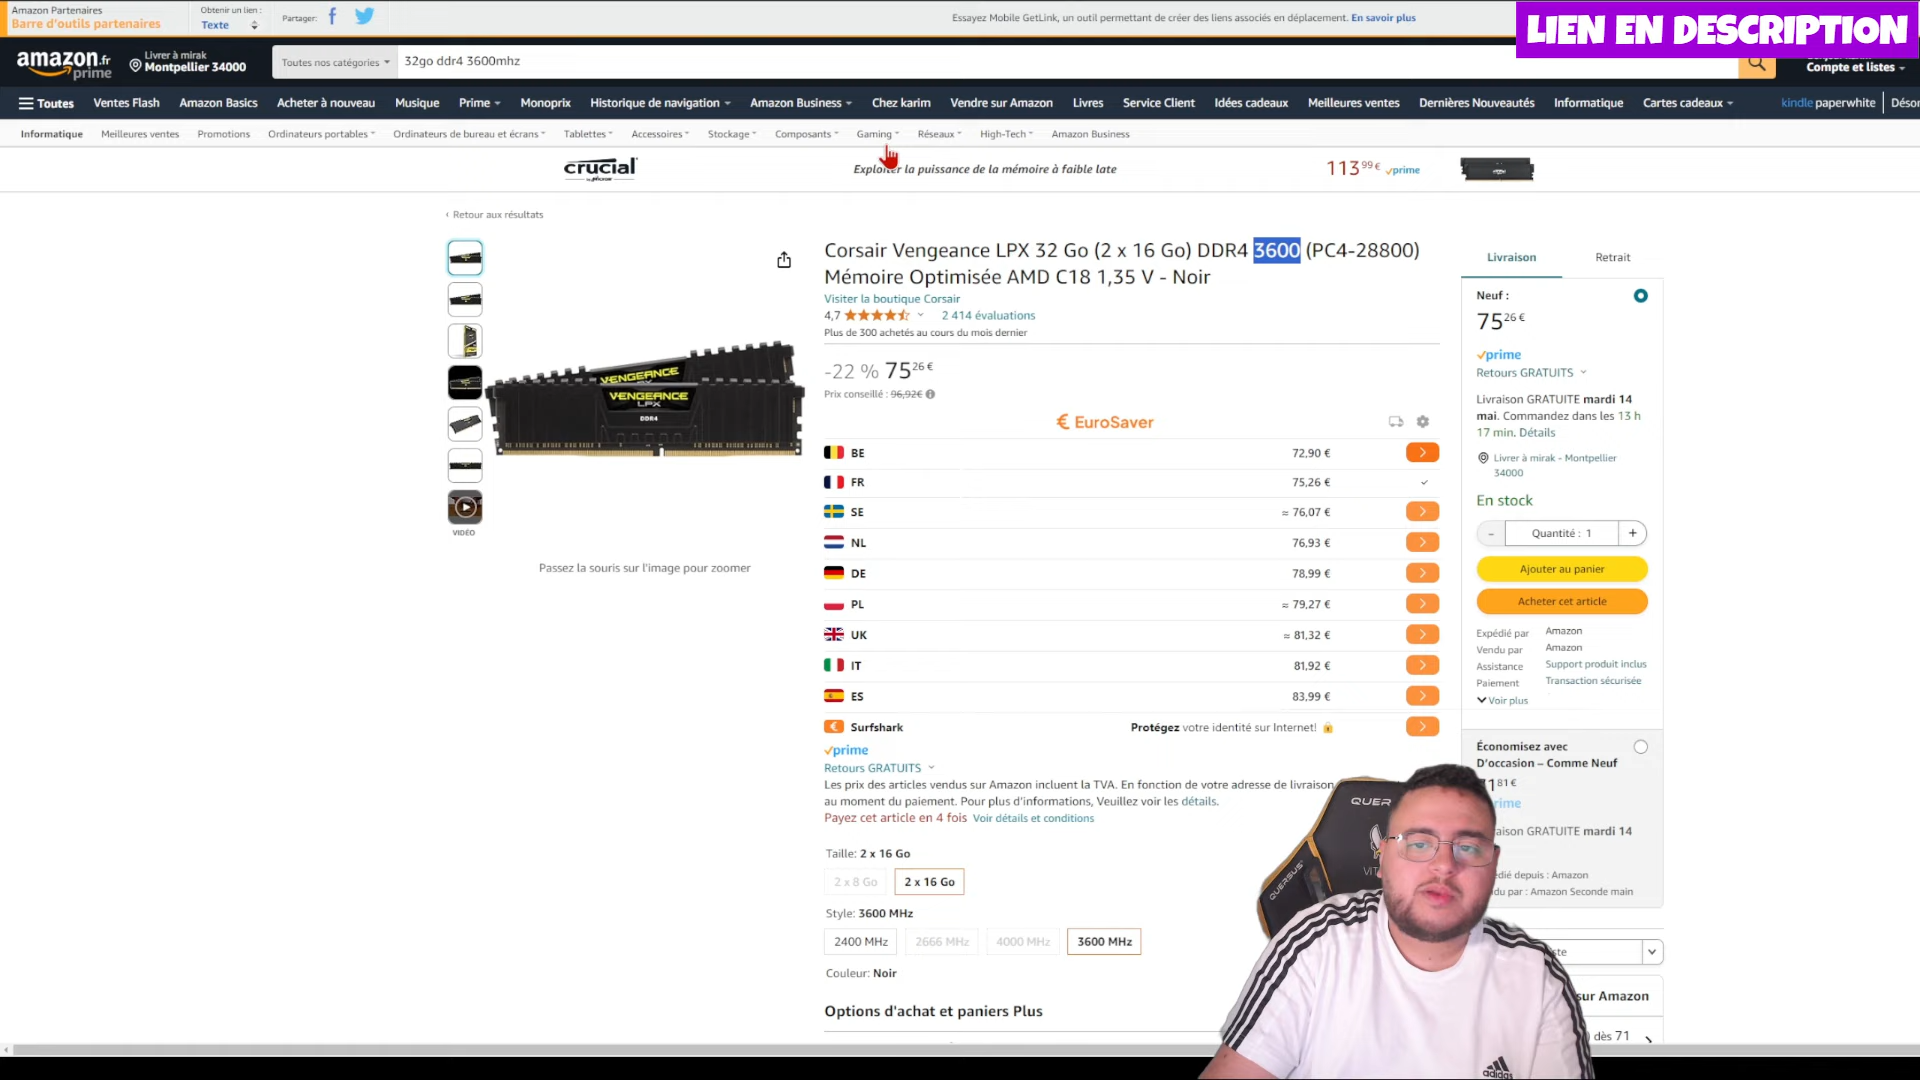 Amazon Partenaires
Barre d'outils partenaires
Obtenir un lien :
Texte
Partager:
Essayez Mobile GetLink, un outil permettant de créer des liens associés en déplacement. En savoir plus
LIEN EN DESCRIPTION
amazon.fr
prime
Livrer à mirak
Montpellier 34000
Toutes nos catégories
32go ddr4 3600mhz
Compte et listes
Toutes
Ventes Flash
Amazon Basics
Acheter à nouveau
Musique
Prime
Monoprix
Historique de navigation
Amazon Business
Chez karim
Vendre sur Amazon
Livres
Service Client
Idées cadeaux
Meilleures ventes
Dernières Nouveautés
Informatique
Cartes cadeaux
kindle paperwhite
Désor
Informatique
Meilleures ventes
Promotions
Ordinateurs portables
Ordinateurs de bureau et écrans
Tablettes
Accessoires
Stockage
Composants
Gaming
Réseaux
High-Tech
Amazon Business
crucial
Exploiter la puissance de la mémoire à faible late
113,99 €
prime
‹ Retour aux résultats
Corsair Vengeance LPX 32 Go (2 x 16 Go) DDR4 3600 (PC4-28800)
Mémoire Optimisée AMD C18 1,35 V - Noir
Visiter la boutique Corsair
4,7
2 414 évaluations
Plus de 300 achetés au cours du mois dernier
-22 % 75,26 €
Prix conseillé : 96,92€
€ EuroSaver
BE 72,90 €
FR 75,26 €
SE ≈ 76,07 €
NL 76,93 €
DE 78,99 €
PL ≈ 79,27 €
UK ≈ 81,32 €
IT 81,92 €
ES 83,99 €
Surfshark Protégez votre identité sur Internet!
prime
Retours GRATUITS
Les prix des articles vendus sur Amazon incluent la TVA. En fonction de votre adresse de livraison
au moment du paiement. Pour plus d'informations, Veuillez voir les détails.
Payez cet article en 4 fois Voir détails et conditions
Taille: 2 x 16 Go
2 x 8 Go
2 x 16 Go
Style: 3600 MHz
2400 MHz
2666 MHz
4000 MHz
3600 MHz
Couleur: Noir
Options d'achat et paniers Plus
VENGEANCE
VENGEANCE
LPX
DDR4
VIDÉO
Passez la souris sur l'image pour zoomer
Livraison
Retrait
Neuf :
75,26 €
prime
Retours GRATUITS
Livraison GRATUITE mardi 14
mai. Commandez dans les 13 h
17 min. Détails
Livrer à mirak - Montpellier
34000
En stock
-
Quantité : 1
+
Ajouter au panier
Acheter cet article
Expédié par Amazon
Vendu par Amazon
Assistance Support produit inclus
Paiement Transaction sécurisée
Voir plus
Économisez avec
D'occasion – Comme Neuf
GRATUITE mardi 14
: Amazon
: Amazon Seconde main
sur Amazon
dès 71
QUERSUS
adidas